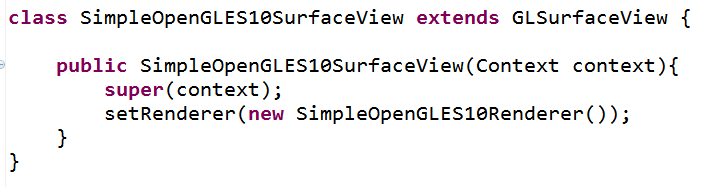 class SimpleOpenGLES10SurfaceView extends GLSurfaceView {
public SimpleOpenGLES10SurfaceView(Context context){
super(context);
setRenderer(new SimpleOpenGLES10Renderer());
}
}